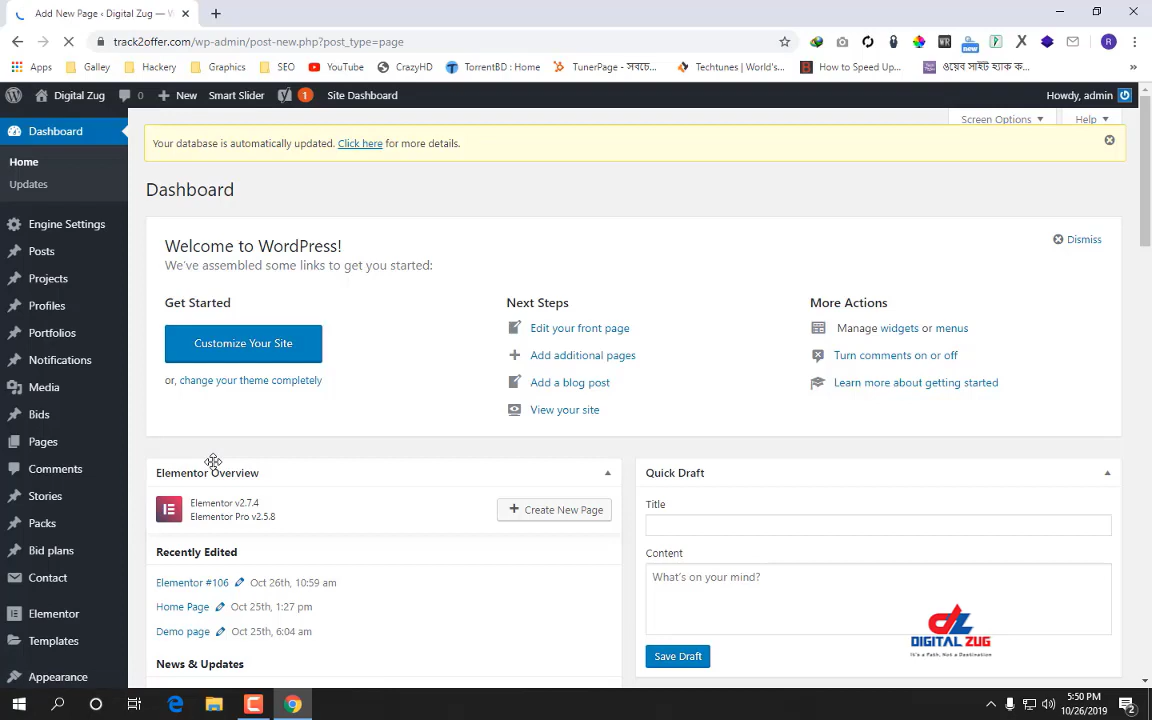 Add New Page ‹ Digital Zug — W
track2offer.com/wp-admin/post-new.php?post_type=page
R
Apps
Galley
Hackery
Graphics
SEO
YouTube
CrazyHD
TorrentBD : Home
TunerPage - সবচে...
Techtunes | World's...
How to Speed Up...
ওয়েব সাইট হ্যাক ক...
»
Digital Zug
0
New
Smart Slider
1
Site Dashboard
Howdy, admin
Screen Options
Help
Dashboard
Home
Updates
Engine Settings
Posts
Projects
Profiles
Portfolios
Notifications
Media
Bids
Pages
Comments
Stories
Packs
Bid plans
Contact
Elementor
Templates
Appearance
Your database is automatically updated. Click here for more details.
Dashboard
Welcome to WordPress!
We've assembled some links to get you started:
Dismiss
Get Started
Customize Your Site
or, change your theme completely
Next Steps
Edit your front page
Add additional pages
Add a blog post
View your site
More Actions
Manage widgets or menus
Turn comments on or off
Learn more about getting started
Elementor Overview
Elementor v2.7.4
Elementor Pro v2.5.8
Create New Page
Recently Edited
Elementor #106 Oct 26th, 10:59 am
Home Page Oct 25th, 1:27 pm
Demo page Oct 25th, 6:04 am
News & Updates
Quick Draft
Title
Content
What's on your mind?
Save Draft
DIGITAL ZUG
It's a Path, Not a Destination
5:50 PM
10/26/2019
2